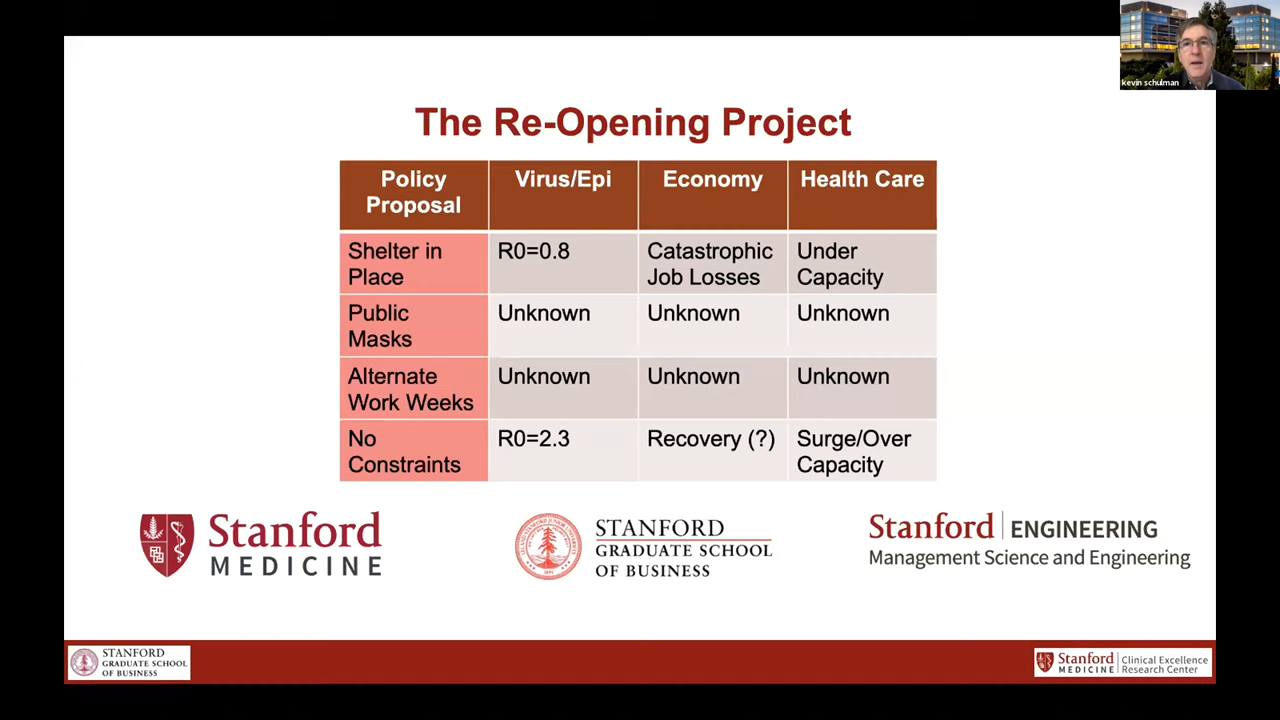 kevin schulman
The Re-Opening Project
Policy Proposal Virus/Epi Economy Health Care
Shelter in Place R0=0.8 Catastrophic Job Losses Under Capacity
Public Masks Unknown Unknown Unknown
Alternate Work Weeks Unknown Unknown Unknown
No Constraints R0=2.3 Recovery (?) Surge/Over Capacity
Stanford
MEDICINE
STANFORD
GRADUATE SCHOOL
OF BUSINESS
Stanford ENGINEERING
Management Science and Engineering
STANFORD
GRADUATE SCHOOL
OF BUSINESS
Stanford
MEDICINE
Clinical Excellence
Research Center